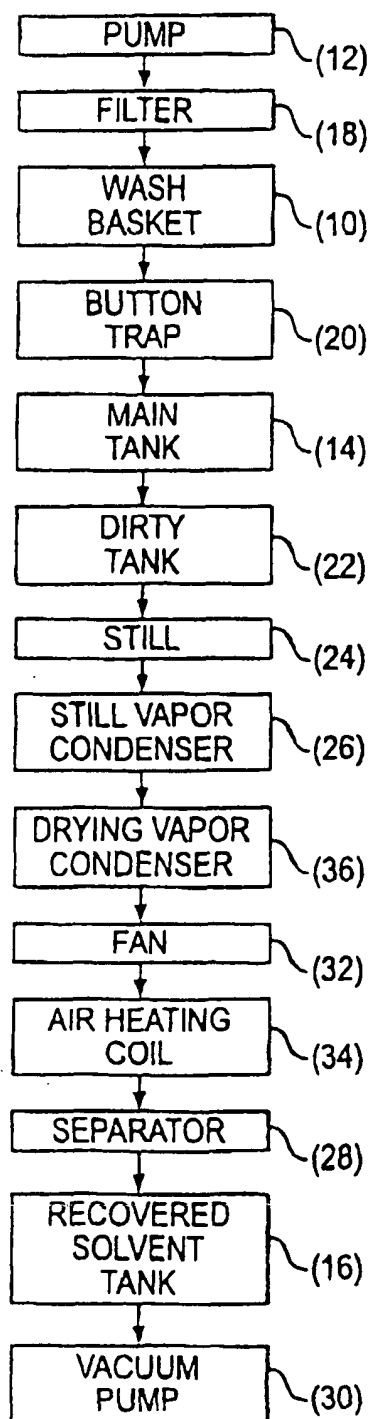 PUMP
(12)
FILTER
(18)
WASH
BASKET
(10)
BUTTON
TRAP
(20)
MAIN
TANK
(14)
DIRTY
TANK
(22)
STILL
(24)
STILL VAPOR
CONDENSER
(26)
DRYING VAPOR
CONDENSER
(36)
FAN
(32)
AIR HEATING
COIL
(34)
SEPARATOR
(28)
RECOVERED
SOLVENT
TANK
(16)
VACUUM
PUMP
(30)